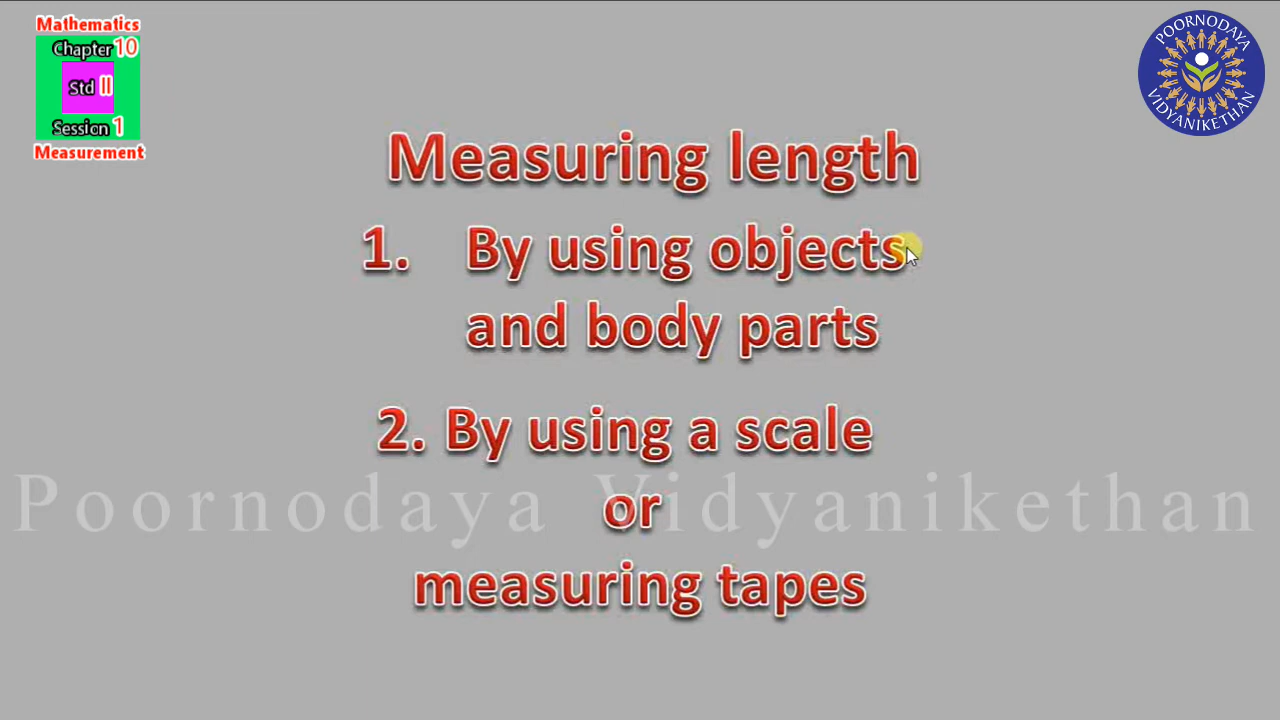 Mathematics
Chapter 10
Std II
Session 1
Measurement
POORNODAYA
VIDYANIKETHAN
Measuring length
1. By using objects
and body parts
2. By using a scale
Poornodaya Vidyanikethan
or
measuring tapes